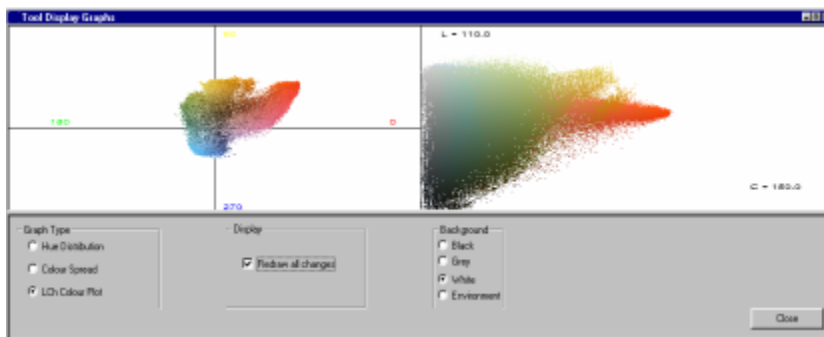 Tool Display Graphs
90
L = 110.0
180
0
C = 150.0
270
Graph Type
Hue Distribution
Colour Spread
LCh Colour Plot
Display
Redraw all changes
Background
Black
Grey
White
Environment
Close